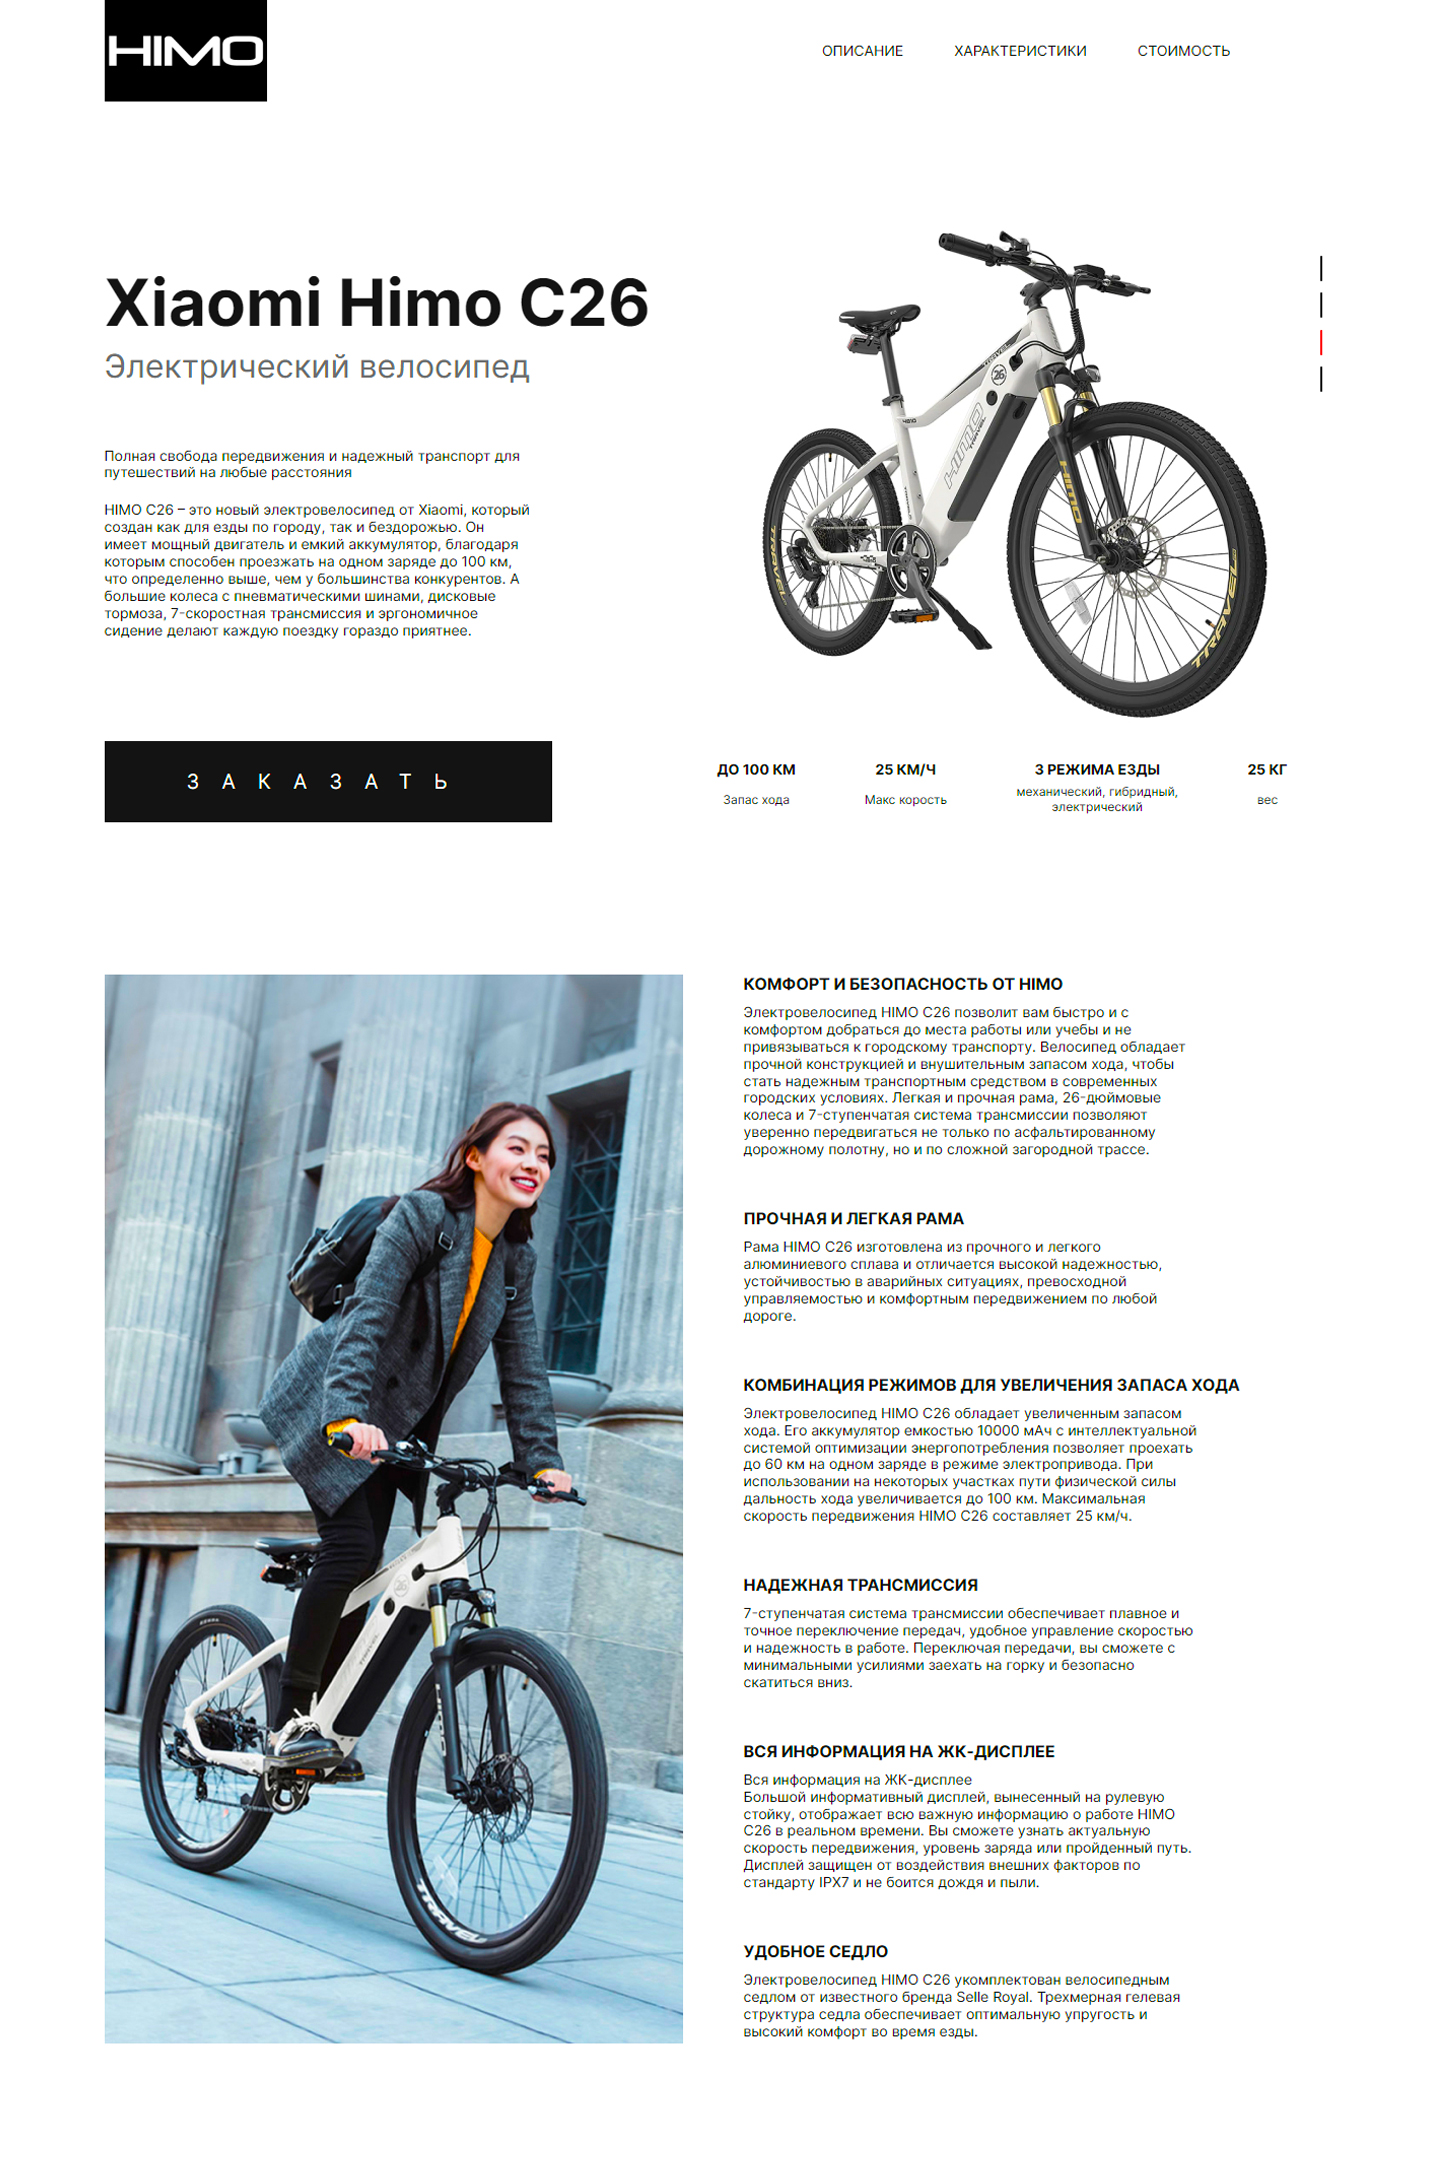 HIMO
ОПИСАНИЕ
ХАРАКТЕРИСТИКИ
СТОИМОСТЬ
Xiaomi Himo C26
Электрический велосипед
Полная свобода передвижения и надежный транспорт для
путешествий на любые расстояния
HIMO C26 – это новый электровелосипед от Xiaomi, который
создан как для езды по городу, так и бездорожью. Он
имеет мощный двигатель и емкий аккумулятор, благодаря
которым способен проезжать на одном заряде до 100 км,
что определенно выше, чем у большинства конкурентов. А
большие колеса с пневматическими шинами, дисковые
тормоза, 7-скоростная трансмиссия и эргономичное
сидение делают каждую поездку гораздо приятнее.
ЗАКАЗАТЬ
TRAVEL
26
HIMO
TRAVEL
HIMO
TRAVEL
TRAVEL
ДО 100 КМ
Запас хода
25 КМ/Ч
Макс корость
3 РЕЖИМА ЕЗДЫ
механический, гибридный,
электрический
25 КГ
вес
26
TRAVEL
TRAVEL
КОМФОРТ И БЕЗОПАСНОСТЬ ОТ HIMO
Электровелосипед HIMO C26 позволит вам быстро и с
комфортом добраться до места работы или учебы и не
привязываться к городскому транспорту. Велосипед обладает
прочной конструкцией и внушительным запасом хода, чтобы
стать надежным транспортным средством в современных
городских условиях. Легкая и прочная рама, 26-дюймовые
колеса и 7-ступенчатая система трансмиссии позволяют
уверенно передвигаться не только по асфальтированному
дорожному полотну, но и по сложной загородной трассе.
ПРОЧНАЯ И ЛЕГКАЯ РАМА
Рама HIMO C26 изготовлена из прочного и легкого
алюминиевого сплава и отличается высокой надежностью,
устойчивостью в аварийных ситуациях, превосходной
управляемостью и комфортным передвижением по любой
дороге.
КОМБИНАЦИЯ РЕЖИМОВ ДЛЯ УВЕЛИЧЕНИЯ ЗАПАСА ХОДА
Электровелосипед HIMO C26 обладает увеличенным запасом
хода. Его аккумулятор емкостью 10000 мАч с интеллектуальной
системой оптимизации энергопотребления позволяет проехать
до 60 км на одном заряде в режиме электропривода. При
использовании на некоторых участках пути физической силы
дальность хода увеличивается до 100 км. Максимальная
скорость передвижения HIMO C26 составляет 25 км/ч.
НАДЕЖНАЯ ТРАНСМИССИЯ
7-ступенчатая система трансмиссии обеспечивает плавное и
точное переключение передач, удобное управление скоростью
и надежность в работе. Переключая передачи, вы сможете с
минимальными усилиями заехать на горку и безопасно
скатиться вниз.
ВСЯ ИНФОРМАЦИЯ НА ЖК-ДИСПЛЕЕ
Вся информация на ЖК-дисплее
Большой информативный дисплей, вынесенный на рулевую
стойку, отображает всю важную информацию о работе HIMO
C26 в реальном времени. Вы сможете узнать актуальную
скорость передвижения, уровень заряда или пройденный путь.
Дисплей защищен от воздействия внешних факторов по
стандарту IPX7 и не боится дождя и пыли.
УДОБНОЕ СЕДЛО
Электровелосипед HIMO C26 укомплектован велосипедным
седлом от известного бренда Selle Royal. Трехмерная гелевая
структура седла обеспечивает оптимальную упругость и
высокий комфорт во время езды.